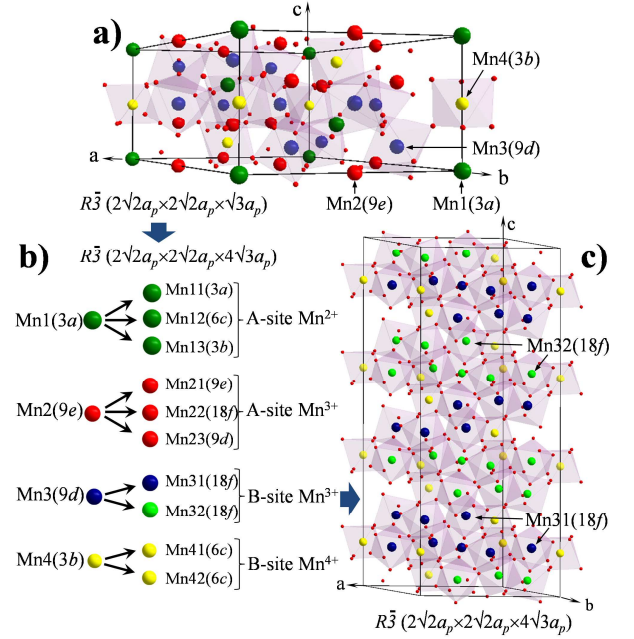 a)
c
Mn4(3b)
Mn3(9d)
a
b
R3̄ (2√2aₚ×2√2aₚ×√3aₚ)
Mn2(9e)
Mn1(3a)
b)
R3̄ (2√2aₚ×2√2aₚ×4√3aₚ)
c
c)
Mn1(3a)
Mn11(3a)
Mn12(6c)
Mn13(3b)
A-site Mn²⁺
Mn2(9e)
Mn21(9e)
Mn22(18f)
Mn23(9d)
A-site Mn³⁺
Mn3(9d)
Mn31(18f)
Mn32(18f)
B-site Mn³⁺
Mn4(3b)
Mn41(6c)
Mn42(6c)
B-site Mn⁴⁺
Mn32(18f)
Mn31(18f)
a
b
R3̄ (2√2aₚ×2√2aₚ×4√3aₚ)